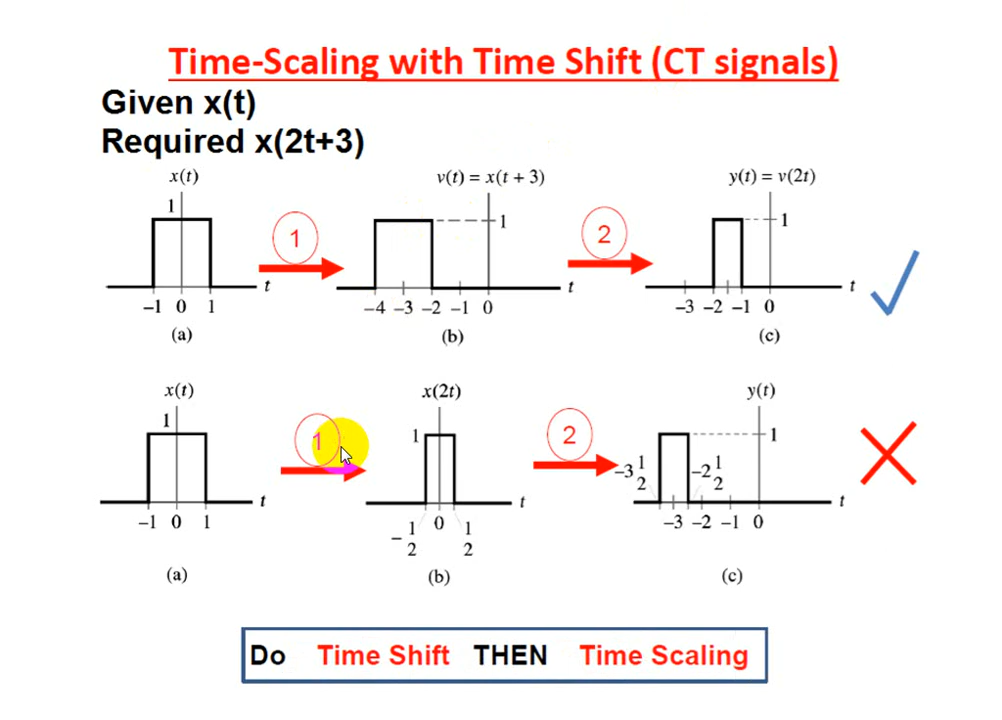 Time-Scaling with Time Shift (CT signals)
Given x(t)
Required x(2t+3)
x(t)
1
-1 0 1
t
(a)
1
v(t) = x(t + 3)
1
-4 -3 -2 -1 0
t
(b)
2
y(t) = v(2t)
1
-3 -2 -1 0
t
(c)
x(t)
1
-1 0 1
t
(a)
1
x(2t)
1
-1/2 0 1/2
t
(b)
2
y(t)
1
-3 1/2
-2 1/2
-3 -2 -1 0
t
(c)
Do Time Shift THEN Time Scaling